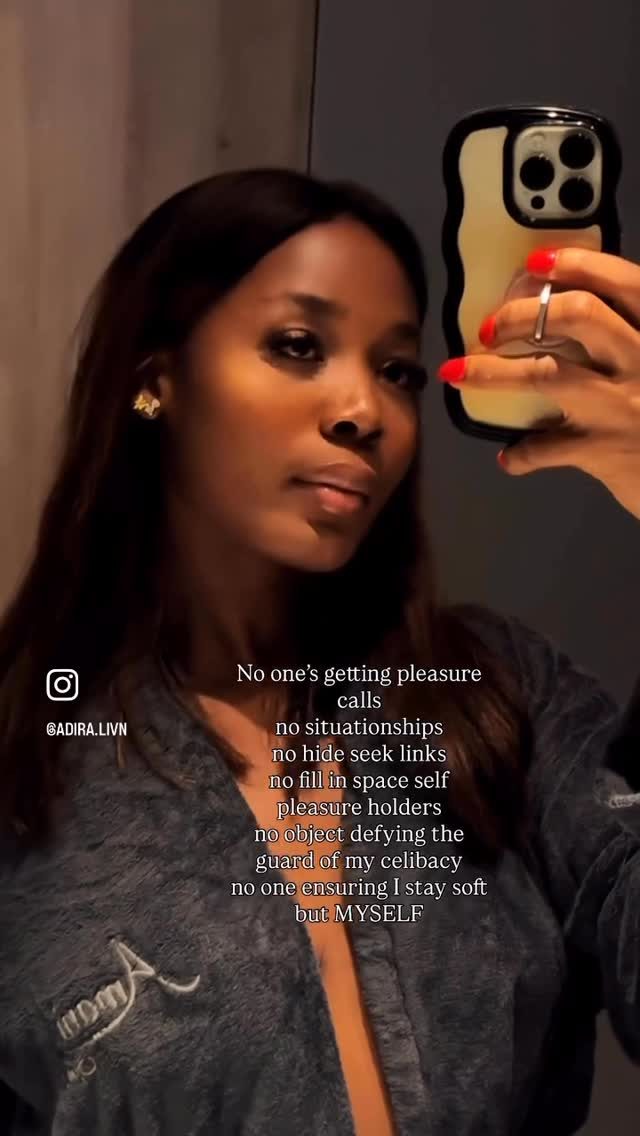 No one's getting pleasure
calls
no situationships
no hide seek links
no fill in space self
pleasure holders
no object defying the
guard of my celibacy
no one ensuring I stay soft
but MYSELF
@ADIRA.LIVN